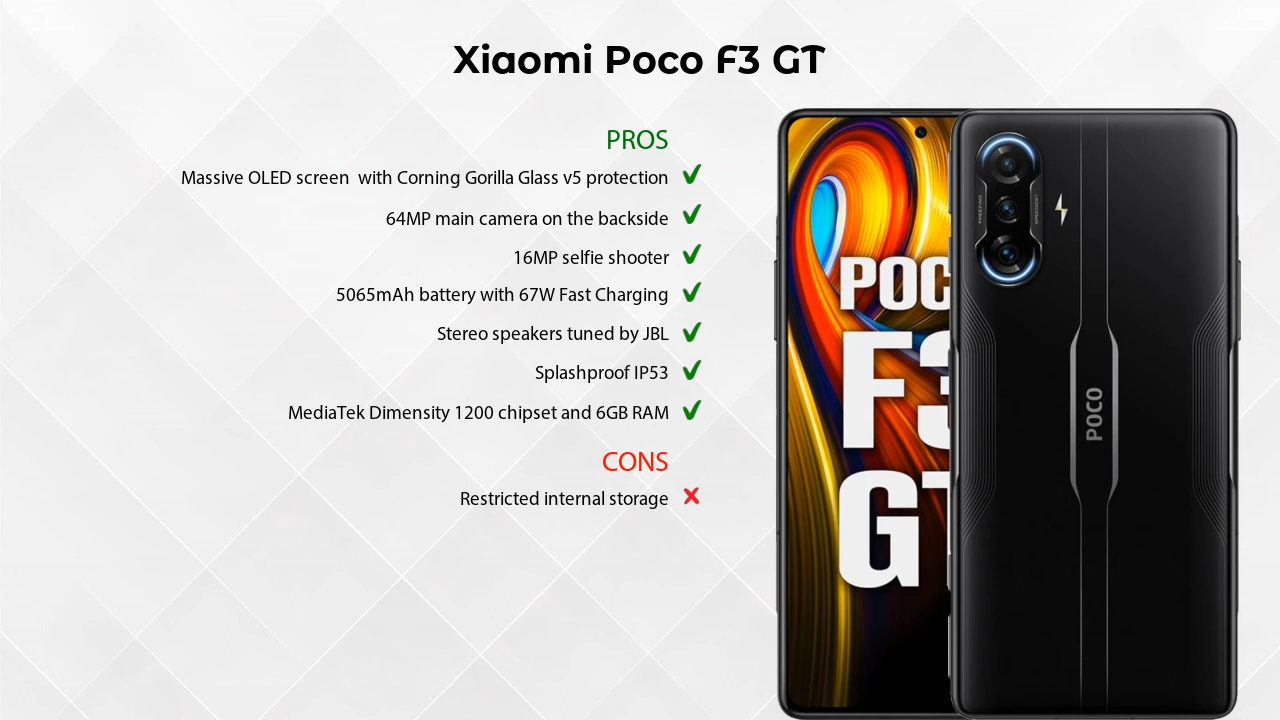 Xiaomi Poco F3 GT
PROS
Massive OLED screen  with Corning Gorilla Glass v5 protection
64MP main camera on the backside
16MP selfie shooter
5065mAh battery with 67W Fast Charging
Stereo speakers tuned by JBL
Splashproof IP53
MediaTek Dimensity 1200 chipset and 6GB RAM
CONS
Restricted internal storage
POC
F3
GT
FREEZING
SPEEDBEST
POCO